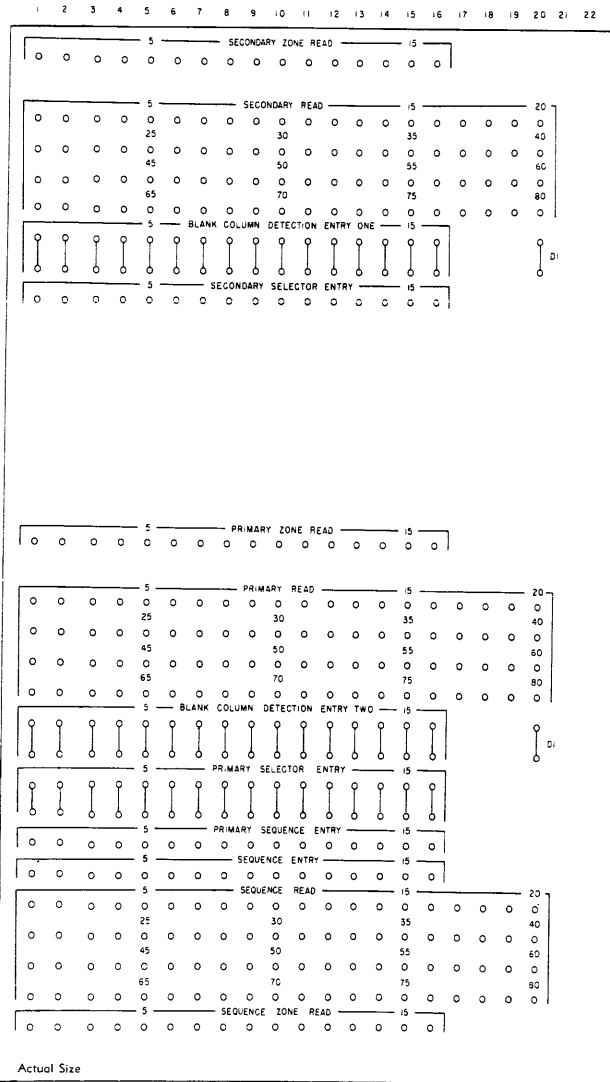 1 2 3 4 5 6 7 8 9 10 11 12 13 14 15 16 17 18 19 20 21 22
5 SECONDARY ZONE READ 15
5 SECONDARY READ 15 20
25 30 35 40
45 50 55 60
65 70 75 80
5 BLANK COLUMN DETECTION ENTRY ONE 15
DI
5 SECONDARY SELECTOR ENTRY 15
5 PRIMARY ZONE READ 15
5 PRIMARY READ 15 20
25 30 35 40
45 50 55 60
65 70 75 80
5 BLANK COLUMN DETECTION ENTRY TWO 15
DI
5 PRIMARY SELECTOR ENTRY 15
5 PRIMARY SEQUENCE ENTRY 15
5 SEQUENCE ENTRY 15
5 SEQUENCE READ 15 20
25 30 35 40
45 50 55 60
65 70 75 80
5 SEQUENCE ZONE READ 15
Actual Size